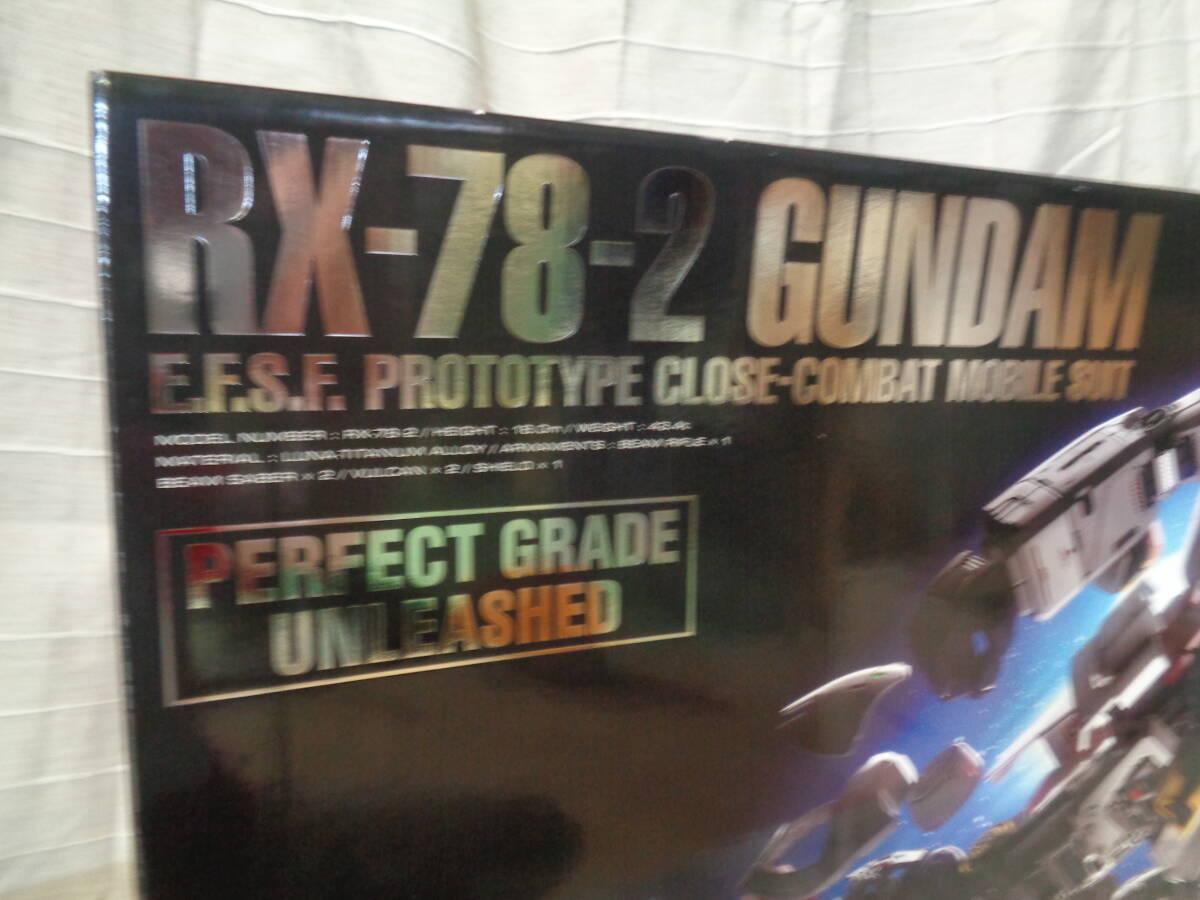 RX-78-2 GUNDAM
E.F.S.F. PROTOTYPE CLOSE-COMBAT MOBILE SUIT
MODEL NUMBER : RX-78-2 // HEIGHT : 18.0m // WEIGHT : 43.4t
MATERIAL : LUNA-TITANIUM ALLOY // ARMAMENTS : BEAM RIFLE × 1
BEAM SABER × 2 // VULCAN × 2 // SHIELD × 1
PERFECT GRADE
UNLEASHED